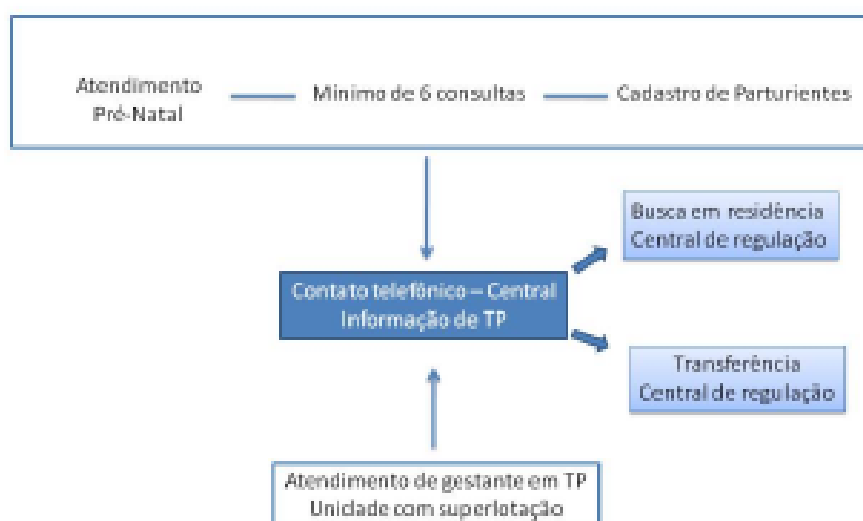 Atendimento
Pré-Natal
Mínimo de 6 consultas
Cadastro de Parturientes
Busca em residência
Central de regulação
Contato telefônico – Central
Informação de TP
Transferência
Central de regulação
Atendimento de gestante em TP
Unidade com superlotação